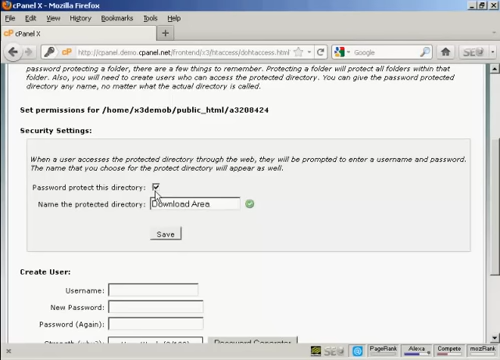 cPanel X - Mozilla Firefox
File Edit View History Bookmarks Tools Help
cPanel X
http://cpanel.demo.cpanel.net/frontend/x3/htaccess/dohtaccess.html
Google
password protecting a folder, there are a few things to remember. Protecting a folder will protect all folders within that
folder. Also, you will need to create users who can access the protected directory. You can give the password protected
directory any name, no matter what the actual directory is called.
Set permissions for /home/x3demob/public_html/a3208424
Security Settings:
When a user accesses the protected directory through the web, they will be prompted to enter a username and password.
The name that you choose for the protect directory will appear as well.
Password protect this directory:
Name the protected directory: Download Area
Save
Create User:
Username:
New Password:
Password (Again):
Password Generator
PageRank Alexa Compete mozRank